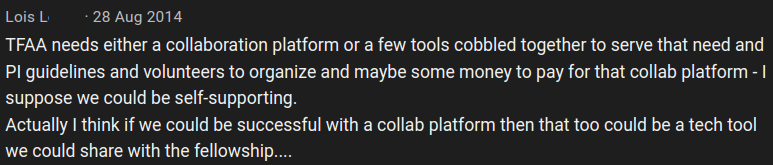 Lois L · 28 Aug 2014
TFAA needs either a collaboration platform or a few tools cobbled together to serve that need and
PI guidelines and volunteers to organize and maybe some money to pay for that collab platform - I
suppose we could be self-supporting.
Actually I think if we could be successful with a collab platform then that too could be a tech tool
we could share with the fellowship....